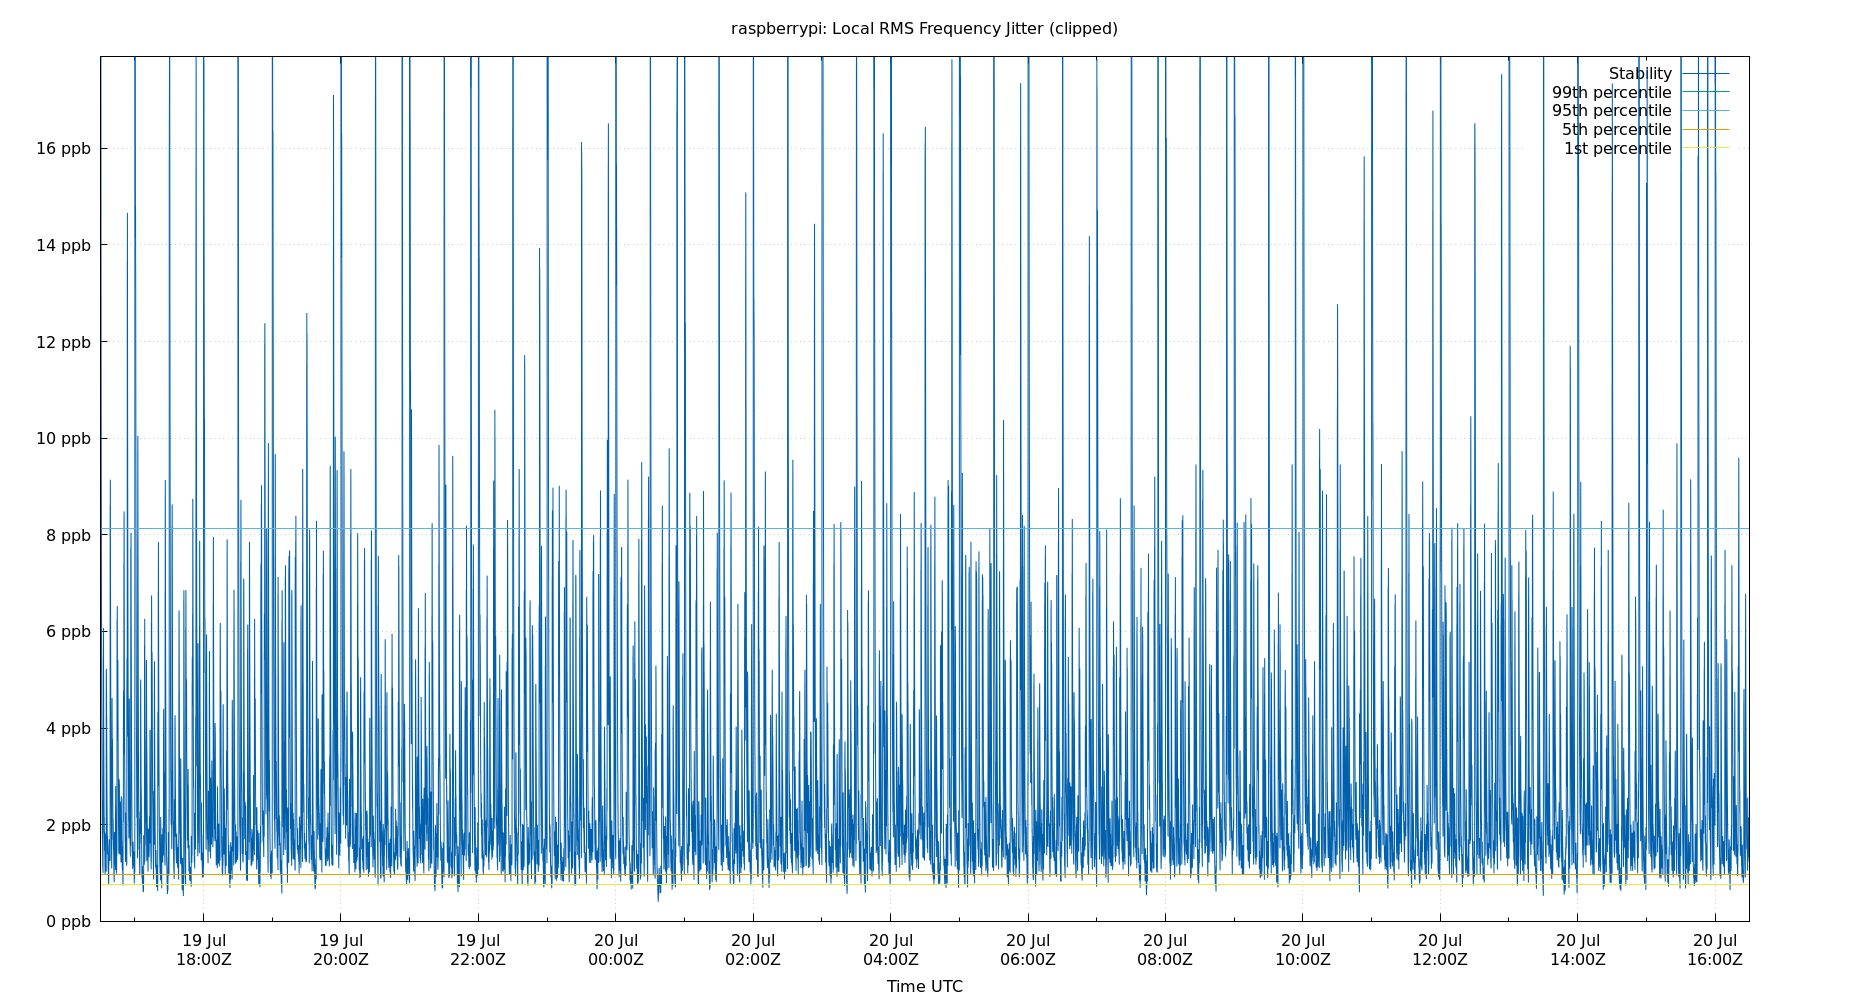 raspberrypi: Local RMS Frequency Jitter (clipped)
Stability
99th percentile
95th percentile
5th percentile
1st percentile
16 ppb
14 ppb
12 ppb
10 ppb
8 ppb
6 ppb
4 ppb
2 ppb
0 ppb
19 Jul 19 Jul 19 Jul 20 Jul 20 Jul 20 Jul 20 Jul 20 Jul 20 Jul 20 Jul 20 Jul 20 Jul
18:00Z 20:00Z 22:00Z 00:00Z 02:00Z 04:00Z 06:00Z 08:00Z 10:00Z 12:00Z 14:00Z 16:00Z
Time UTC